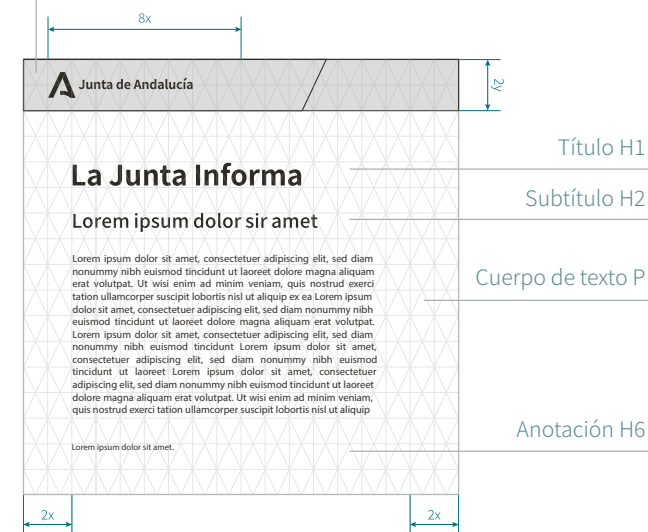 8x
Junta de Andalucía
2y
La Junta Informa
Título H1
Lorem ipsum dolor sir amet
Subtítulo H2
Lorem ipsum dolor sit amet, consectetuer adipiscing elit, sed diam
nonummy nibh euismod tincidunt ut laoreet dolore magna aliquam
erat volutpat. Ut wisi enim ad minim veniam, quis nostrud exerci
tation ullamcorper suscipit lobortis nisl ut aliquip ex ea Lorem ipsum
dolor sit amet, consectetuer adipiscing elit, sed diam nonummy nibh
euismod tincidunt ut laoreet dolore magna aliquam erat volutpat.
Lorem ipsum dolor sit amet, consectetuer adipiscing elit, sed diam
nonummy nibh euismod tincidunt Lorem ipsum dolor sit amet,
consectetuer adipiscing elit, sed diam nonummy nibh euismod
tincidunt ut laoreet Lorem ipsum dolor sit amet, consectetuer
adipiscing elit, sed diam nonummy nibh euismod tincidunt ut laoreet
dolore magna aliquam erat volutpat. Ut wisi enim ad minim veniam,
quis nostrud exerci tation ullamcorper suscipit lobortis nisl ut aliquip
Cuerpo de texto P
Lorem ipsum dolor sit amet.
Anotación H6
2x
2x